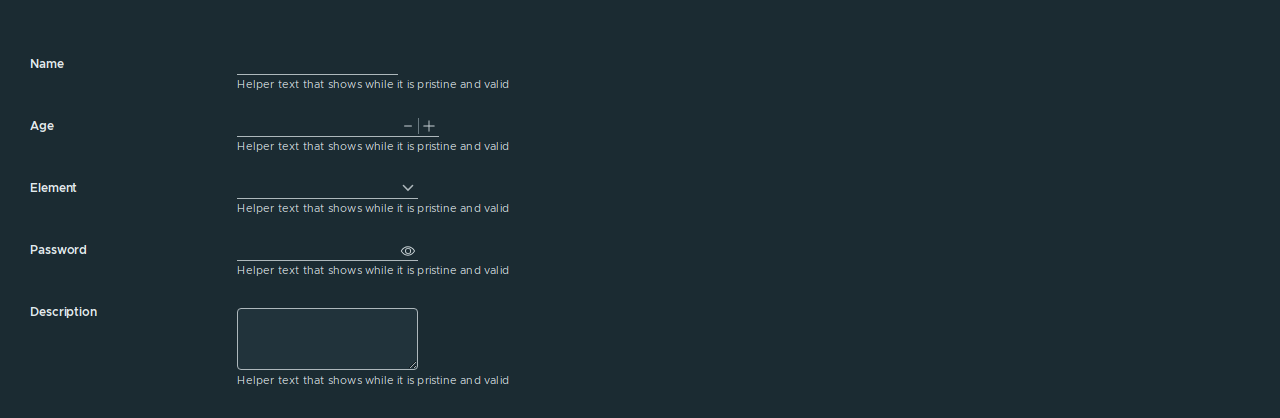 Name
Helper text that shows while it is pristine and valid
Age
Helper text that shows while it is pristine and valid
Element
Helper text that shows while it is pristine and valid
Password
Helper text that shows while it is pristine and valid
Description
Helper text that shows while it is pristine and valid